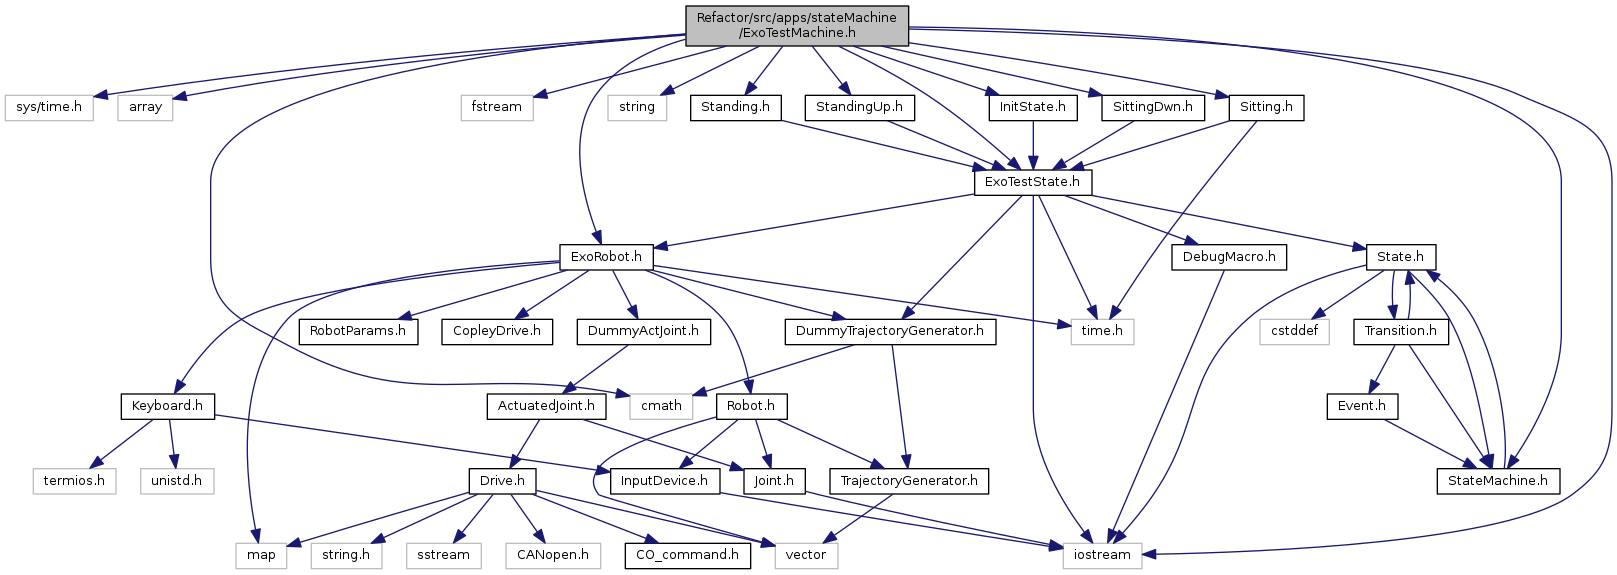 Refactor/src/apps/stateMachine
/ExoTestMachine.h
sys/time.h
array
fstream
string
Standing.h
StandingUp.h
InitState.h
SittingDwn.h
Sitting.h
ExoTestState.h
ExoRobot.h
DebugMacro.h
State.h
RobotParams.h
CopleyDrive.h
DummyActJoint.h
DummyTrajectoryGenerator.h
time.h
cstddef
Transition.h
Keyboard.h
ActuatedJoint.h
cmath
Robot.h
Event.h
termios.h
unistd.h
Drive.h
InputDevice.h
Joint.h
TrajectoryGenerator.h
StateMachine.h
map
string.h
sstream
CANopen.h
CO_command.h
vector
iostream